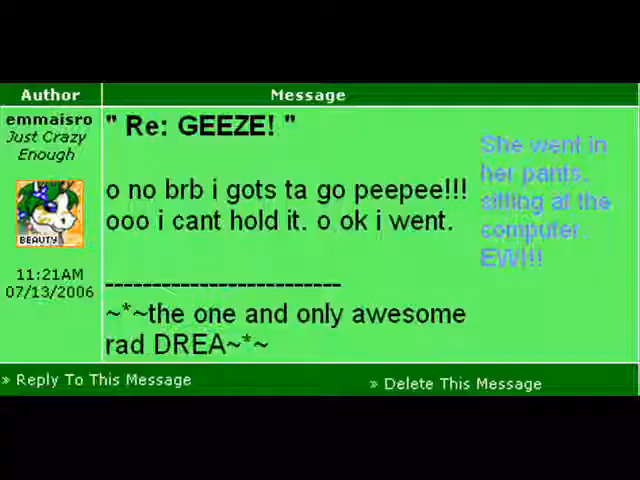 Author
Message
emmaisro
Just Crazy
Enough
BEAUTY
11:21AM
07/13/2006
" Re: GEEZE! "
o no brb i gots ta go peepee!!!
ooo i cant hold it. o ok i went.
--------------------------
~*~the one and only awesome
rad DREA~*~
She went in
her pants.
sitting at the
computer.
EW!!!
» Reply To This Message
» Delete This Message